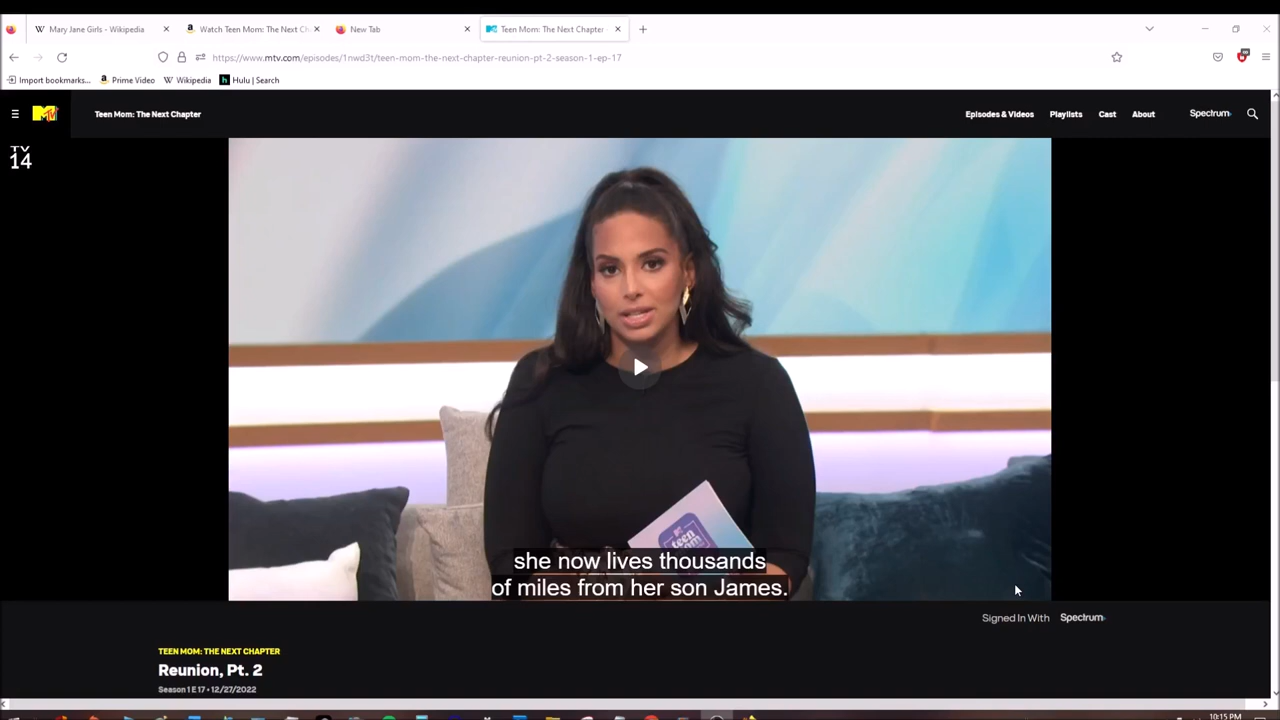 Mary Jane Girls - Wikipedia
Watch Teen Mom: The Next Ch
New Tab
Teen Mom: The Next Chapter -
https://www.mtv.com/episodes/1nwd3t/teen-mom-the-next-chapter-reunion-pt-2-season-1-ep-17
Import bookmarks... Prime Video Wikipedia Hulu | Search
MTV
Teen Mom: The Next Chapter
Episodes & Videos Playlists Cast About Spectrum
TV
14
teen
she now lives thousands
of miles from her son James.
Signed In With Spectrum
TEEN MOM: THE NEXT CHAPTER
Reunion, Pt. 2
Season 1 E 17 • 12/27/2022
10:15 PM